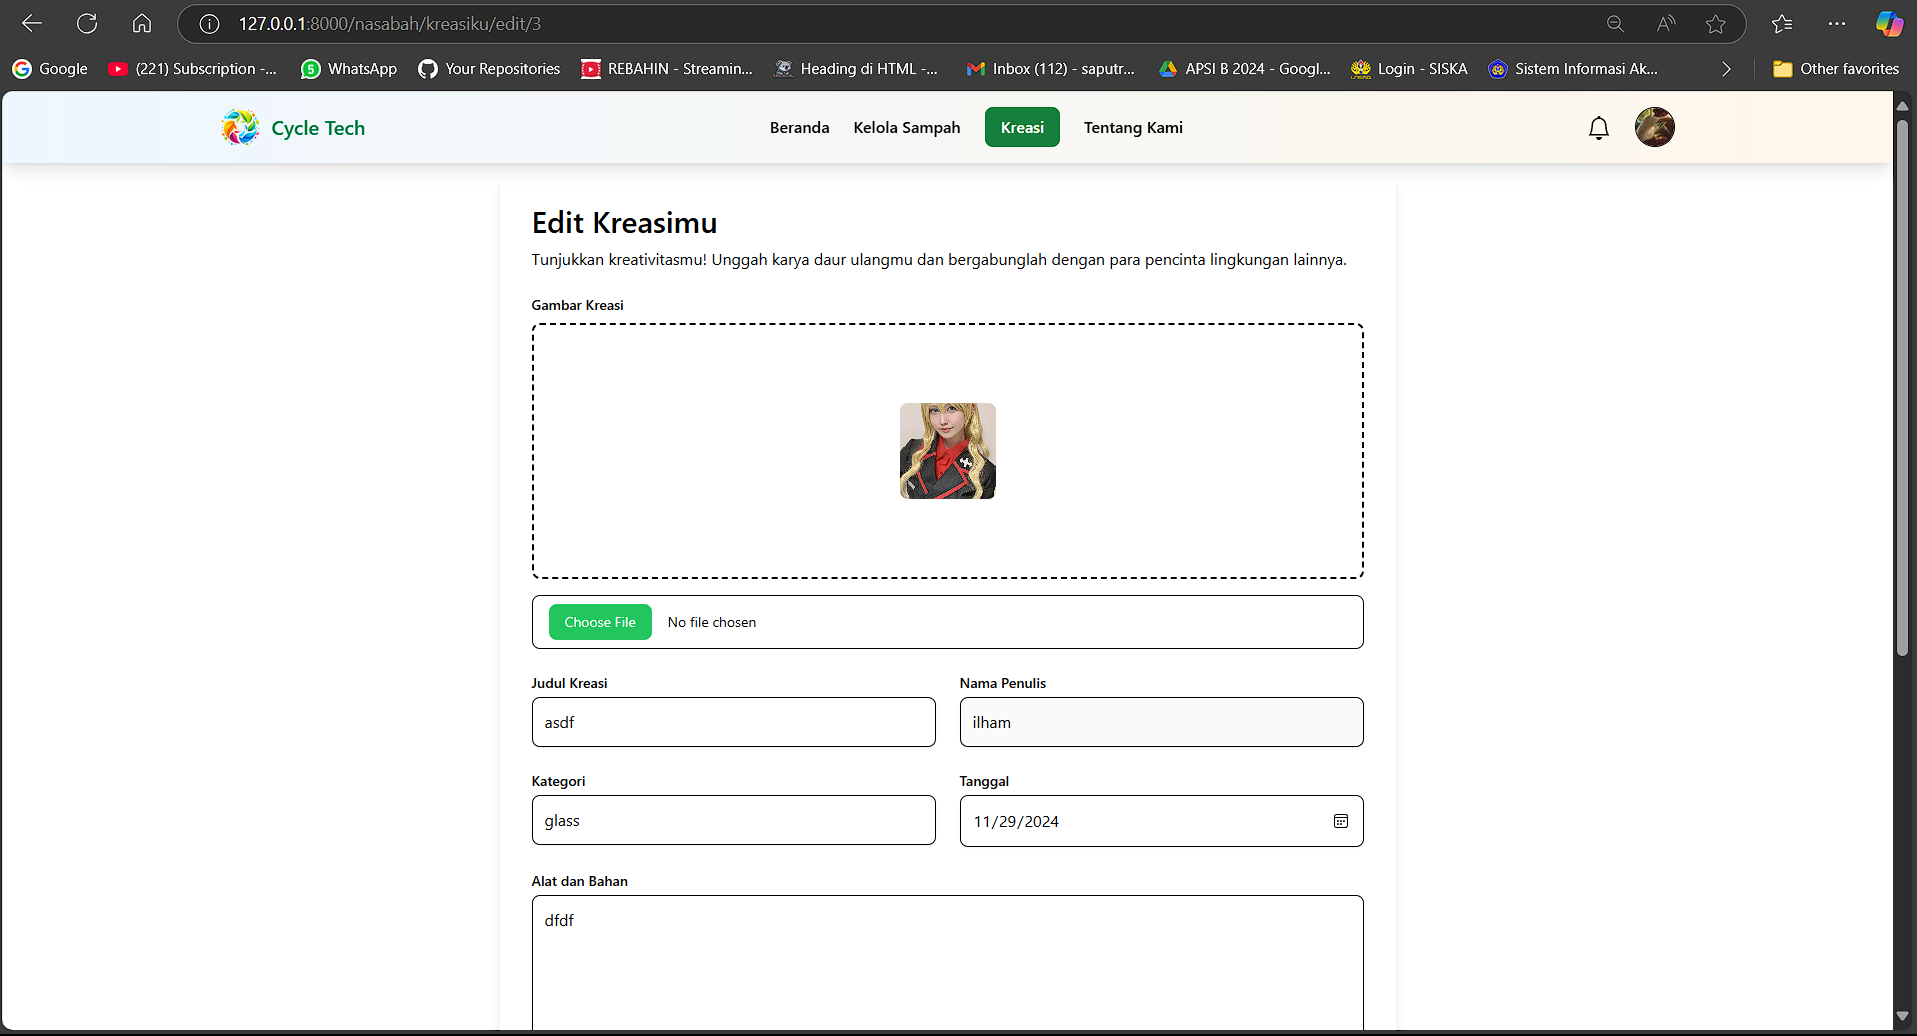 127.0.0.1:8000/nasabah/kreasiku/edit/3
Google
(221) Subscription -...
5
WhatsApp
Your Repositories
REBAHIN - Streamin...
Heading di HTML -...
Inbox (112) - saputr...
APSI B 2024 - Googl...
Login - SISKA
Sistem Informasi Ak...
Other favorites
Cycle Tech
Beranda
Kelola Sampah
Kreasi
Tentang Kami
Edit Kreasimu
Tunjukkan kreativitasmu! Unggah karya daur ulangmu dan bergabunglah dengan para pencinta lingkungan lainnya.
Gambar Kreasi
Choose File
No file chosen
Judul Kreasi
Nama Penulis
asdf
ilham
Kategori
Tanggal
glass
11/29/2024
Alat dan Bahan
dfdf